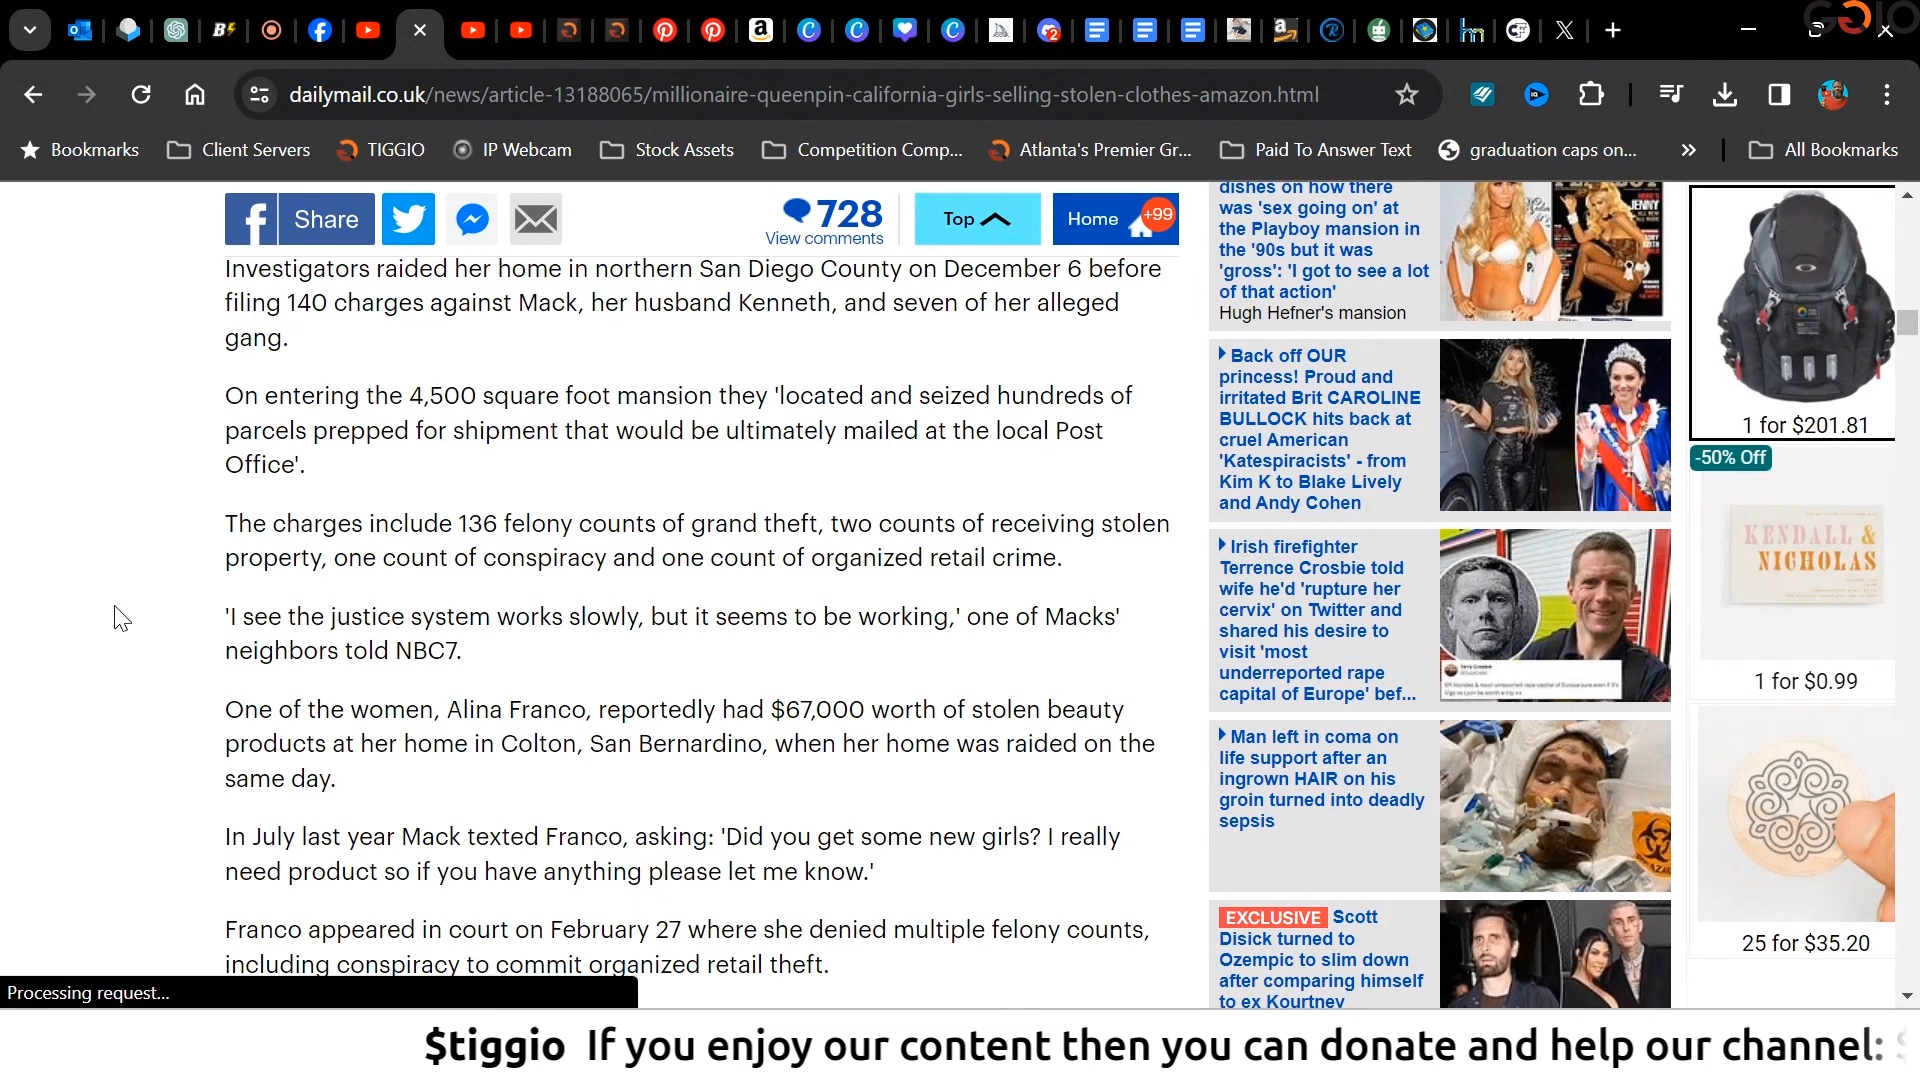 dailymail.co.uk/news/article-13188065/millionaire-queenpin-california-girls-selling-stolen-clothes-amazon.html
Bookmarks
Client Servers
TIGGIO
IP Webcam
Stock Assets
Competition Comp...
Atlanta's Premier Gr...
Paid To Answer Text
graduation caps on...
All Bookmarks
Share
728
View comments
Top
Home
+99
Investigators raided her home in northern San Diego County on December 6 before
filing 140 charges against Mack, her husband Kenneth, and seven of her alleged
gang.
On entering the 4,500 square foot mansion they 'located and seized hundreds of
parcels prepped for shipment that would be ultimately mailed at the local Post
Office'.
The charges include 136 felony counts of grand theft, two counts of receiving stolen
property, one count of conspiracy and one count of organized retail crime.
'I see the justice system works slowly, but it seems to be working,' one of Macks'
neighbors told NBC7.
One of the women, Alina Franco, reportedly had $67,000 worth of stolen beauty
products at her home in Colton, San Bernardino, when her home was raided on the
same day.
In July last year Mack texted Franco, asking: 'Did you get some new girls? I really
need product so if you have anything please let me know.'
Franco appeared in court on February 27 where she denied multiple felony counts,
including conspiracy to commit organized retail theft.
dishes on how there
was 'sex going on' at
the Playboy mansion in
the '90s but it was
'gross': 'I got to see a lot
of that action'
Hugh Hefner's mansion
Back off OUR
princess! Proud and
irritated Brit CAROLINE
BULLOCK hits back at
cruel American
'Katespiracists' - from
Kim K to Blake Lively
and Andy Cohen
Irish firefighter
Terrence Crosbie told
wife he'd 'rupture her
cervix' on Twitter and
shared his desire to
visit 'most
underreported rape
capital of Europe' bef...
Man left in coma on
life support after an
ingrown HAIR on his
groin turned into deadly
sepsis
EXCLUSIVE Scott
Disick turned to
Ozempic to slim down
after comparing himself
to ex Kourtney
1 for $201.81
-50% Off
KENDALL &
NICHOLAS
1 for $0.99
25 for $35.20
Processing request...
$tiggio If you enjoy our content then you can donate and help our channel: